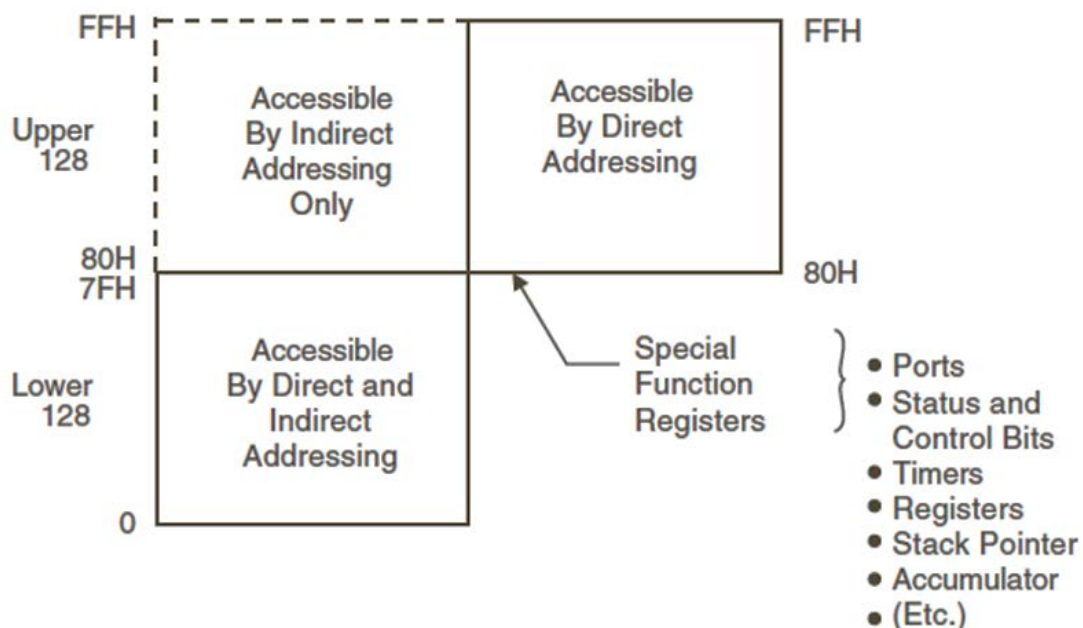 FFH
Upper
128
80H
7FH
Lower
128
0
Accessible
By Indirect
Addressing
Only
Accessible
By Direct
Addressing
FFH
80H
Accessible
By Direct and
Indirect
Addressing
Special
Function
Registers
• Ports
• Status and
Control Bits
• Timers
• Registers
• Stack Pointer
• Accumulator
• (Etc.)